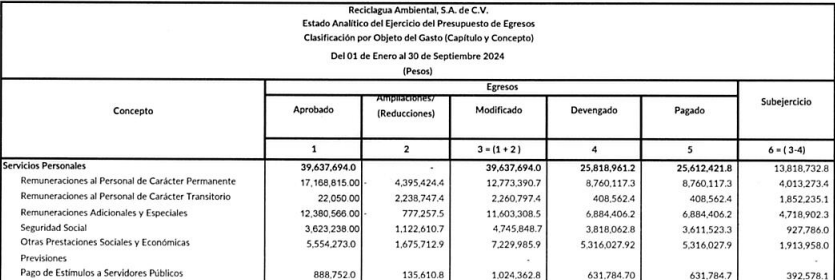 Reciclagua Ambiental, S.A. de C.V.
Estado Analítico del Ejercicio del Presupuesto de Egresos
Clasificación por Objeto del Gasto (Capítulo y Concepto)
Del 01 de Enero al 30 de Septiembre 2024
(Pesos)
Egresos
Concepto Aprobado Ampliaciones/ (Reducciones) Modificado Devengado Pagado Subejercicio
1 2 3 = (1 + 2 ) 4 5 6 = ( 3-4)
Servicios Personales 39,637,694.0 - 39,637,694.0 25,818,961.2 25,612,421.8 13,818,732.8
Remuneraciones al Personal de Carácter Permanente 17,168,815.00 - 4,395,424.4 12,773,390.7 8,760,117.3 8,760,117.3 4,013,273.4
Remuneraciones al Personal de Carácter Transitorio 22,050.00 2,238,747.4 2,260,797.4 408,562.4 408,562.4 1,852,235.1
Remuneraciones Adicionales y Especiales 12,380,566.00 - 777,257.5 11,603,308.5 6,884,406.2 6,884,406.2 4,718,902.3
Seguridad Social 3,623,238.00 1,122,610.7 4,745,848.7 3,818,062.8 3,611,523.3 927,786.0
Otras Prestaciones Sociales y Económicas 5,554,273.0 1,675,712.9 7,229,985.9 5,316,027.92 5,316,027.9 1,913,958.0
Previsiones - -
Pago de Estímulos a Servidores Públicos 888,752.0 135,610.8 1,024,362.8 631,784.70 631,784.7 392,578.1